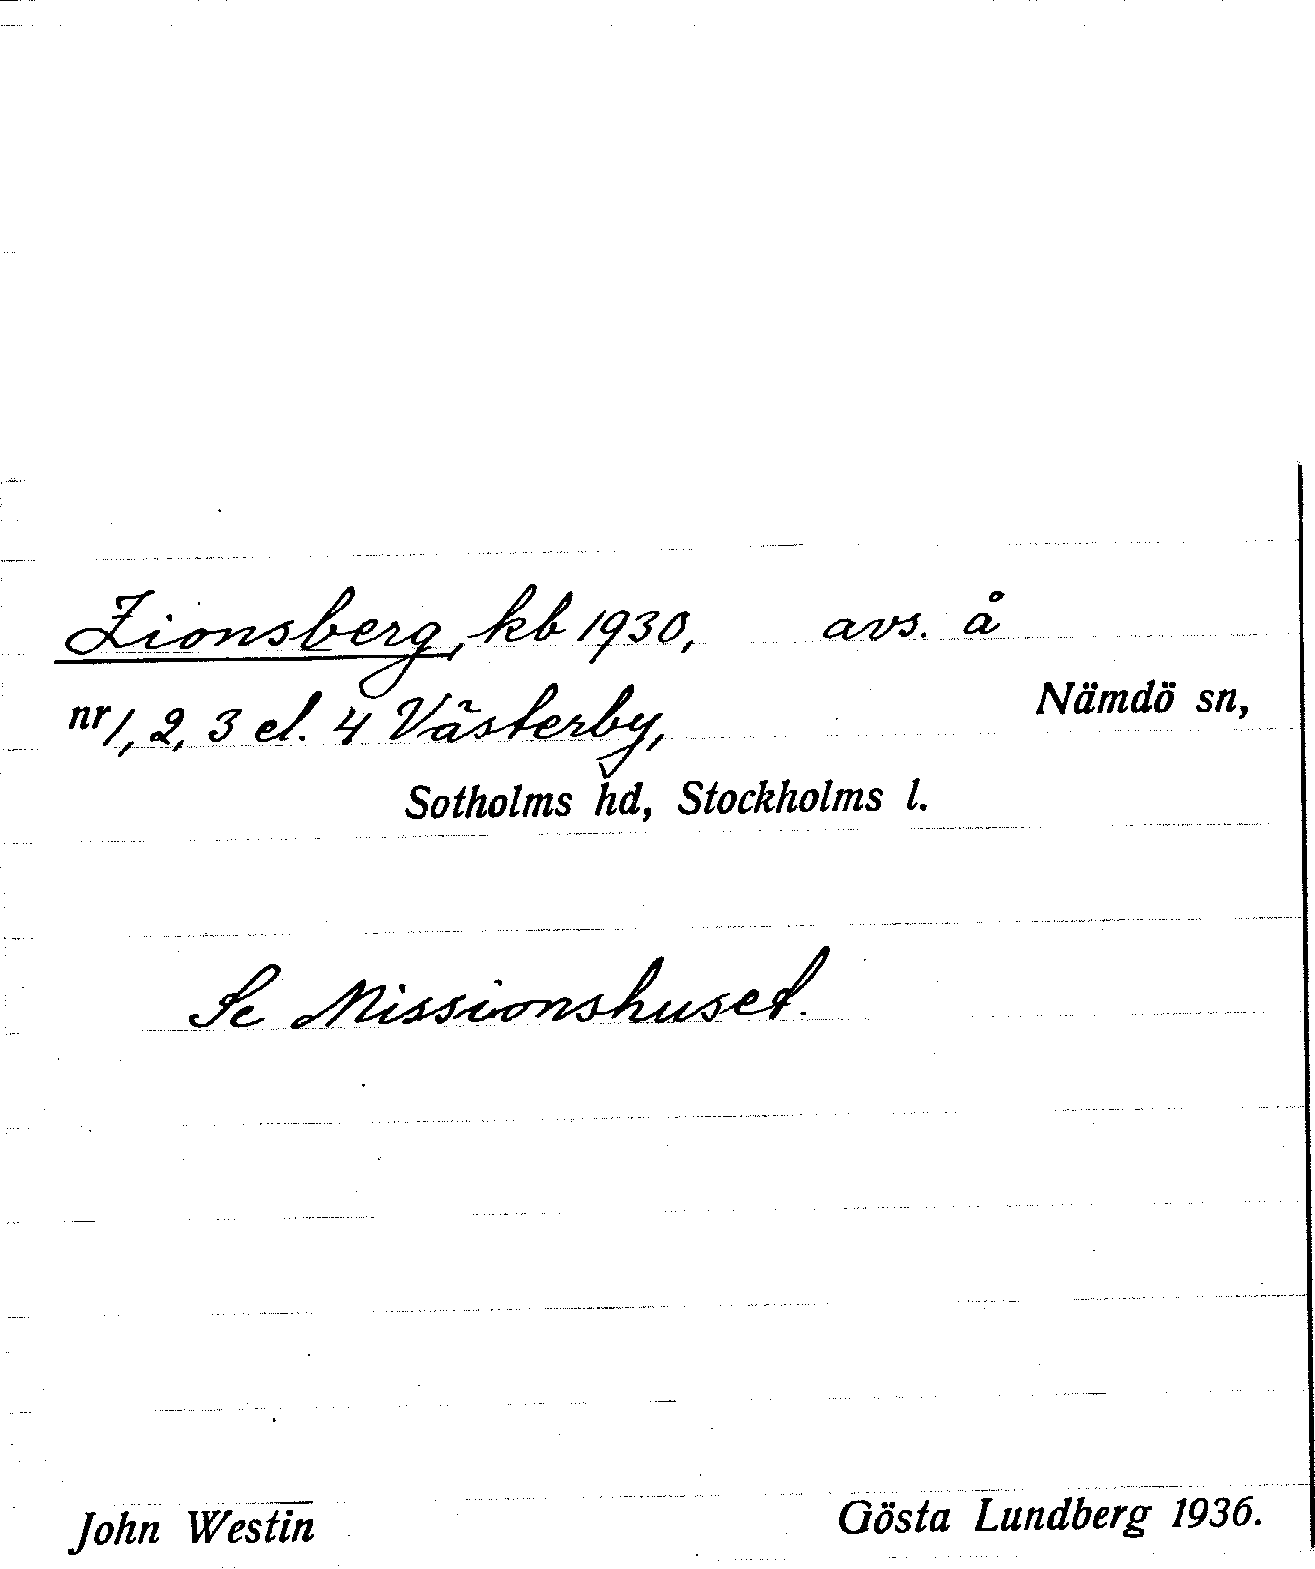 Zionsberg, kb 1930, avs. å
nr 1, 2, 3 el. 4 Västerby, Nämdö sn,
Sotholms hd, Stockholms l.
Se Missionshuset.
John Westin Gösta Lundberg 1936.